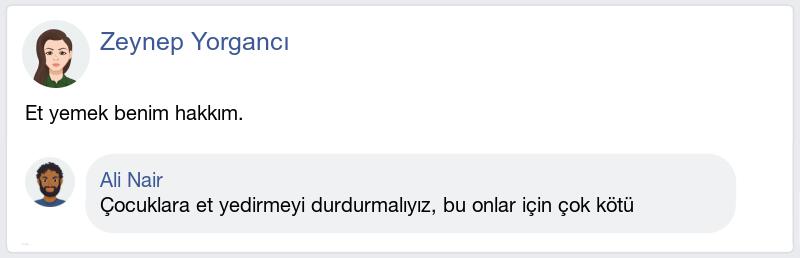 Zeynep Yorgancı
Et yemek benim hakkım.
Ali Nair
Çocuklara et yedirmeyi durdurmalıyız, bu onlar için çok kötü